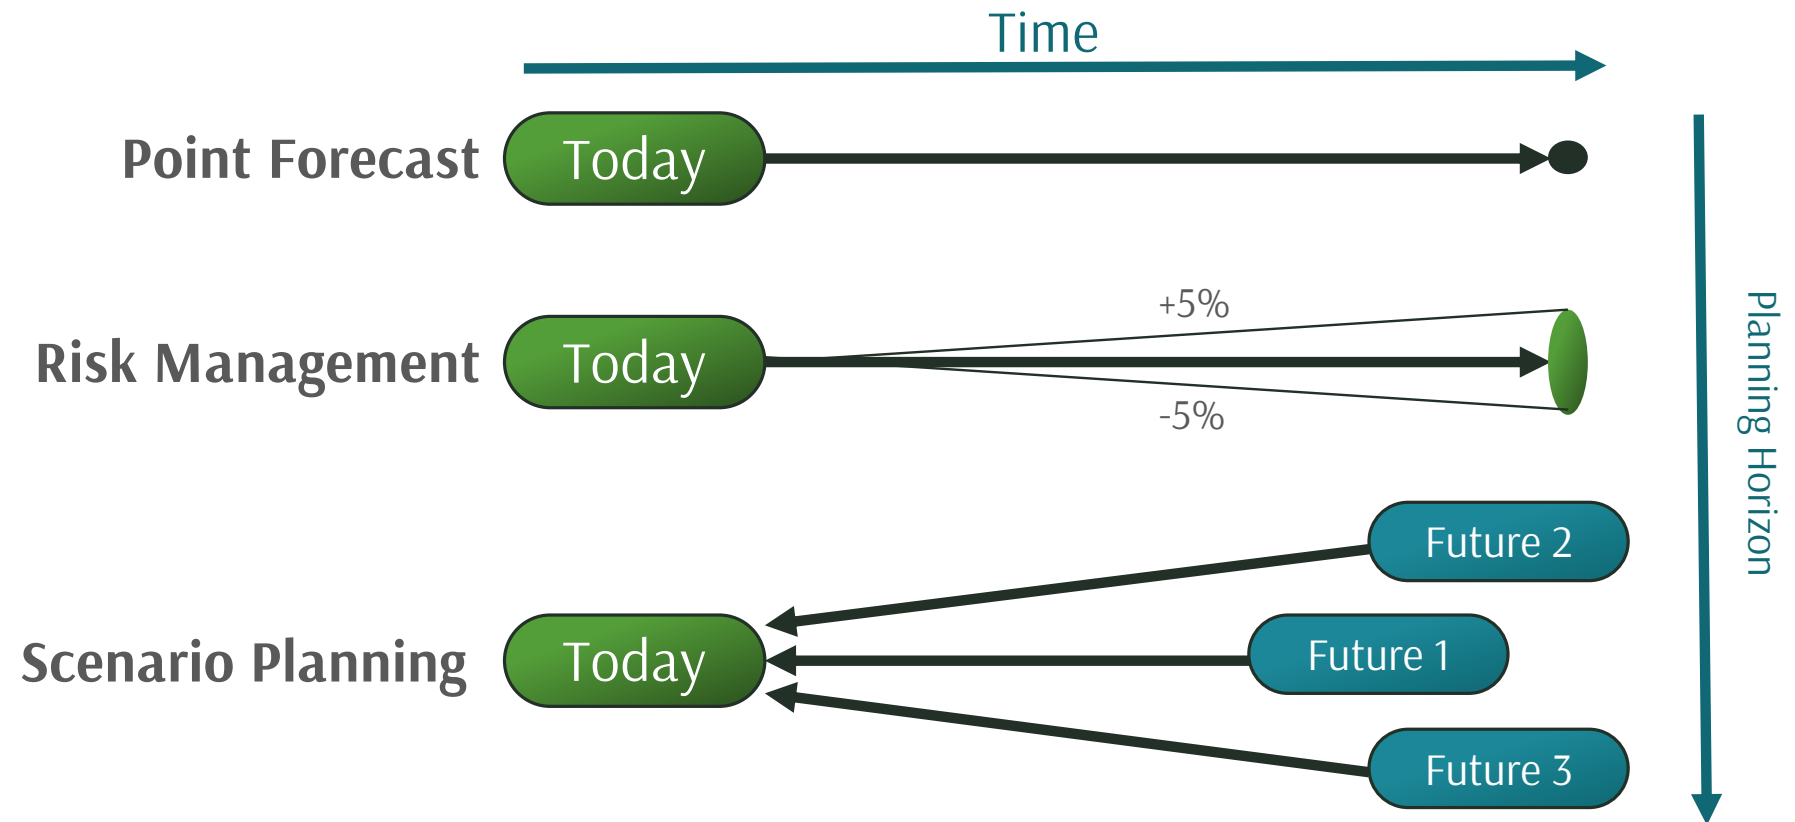 Time
Point Forecast
Today
+5%
Risk Management
Today
-5%
Planning Horizon
Future 2
Scenario Planning
Today
Future 1
Future 3